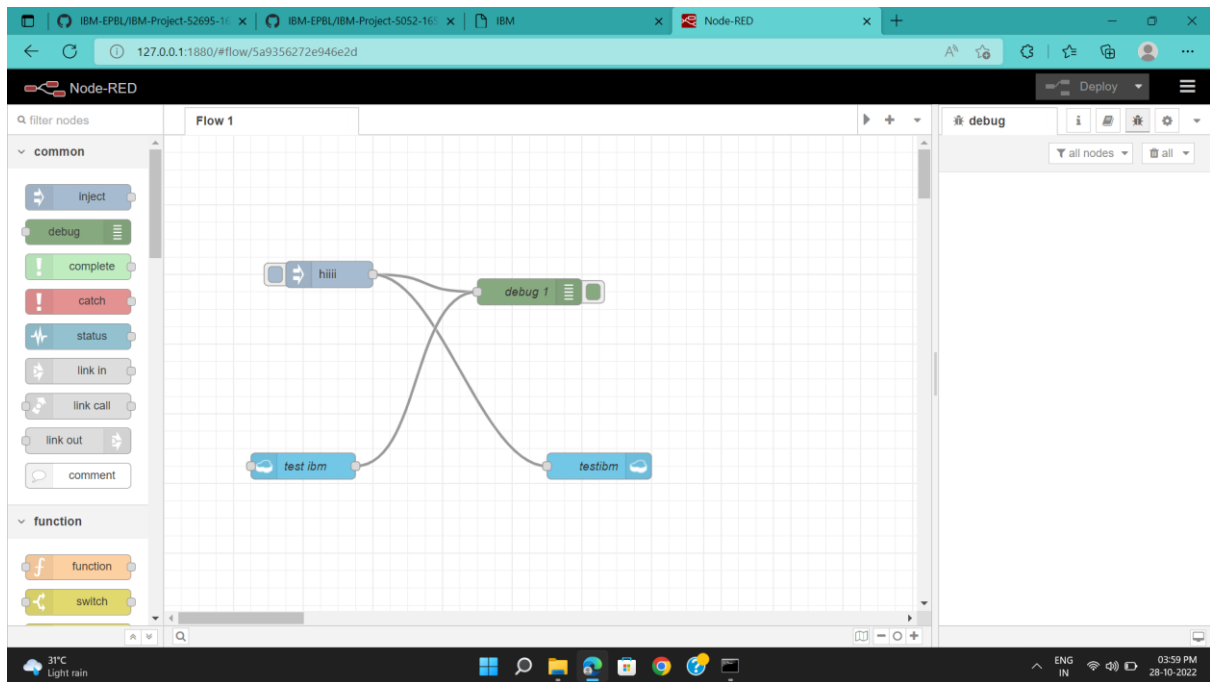 IBM-EPBL/IBM-Project-52695-16
IBM-EPBL/IBM-Project-5052-165
IBM
Node-RED
127.0.0.1:1880/#flow/5a9356272e946e2d
Node-RED
Deploy
filter nodes
Flow 1
debug
i
all nodes
all
common
inject
debug
complete
catch
status
link in
link call
link out
comment
function
function
switch
hiiii
debug 1
test ibm
testibm
31°C
Light rain
ENG
IN
03:59 PM
28-10-2022